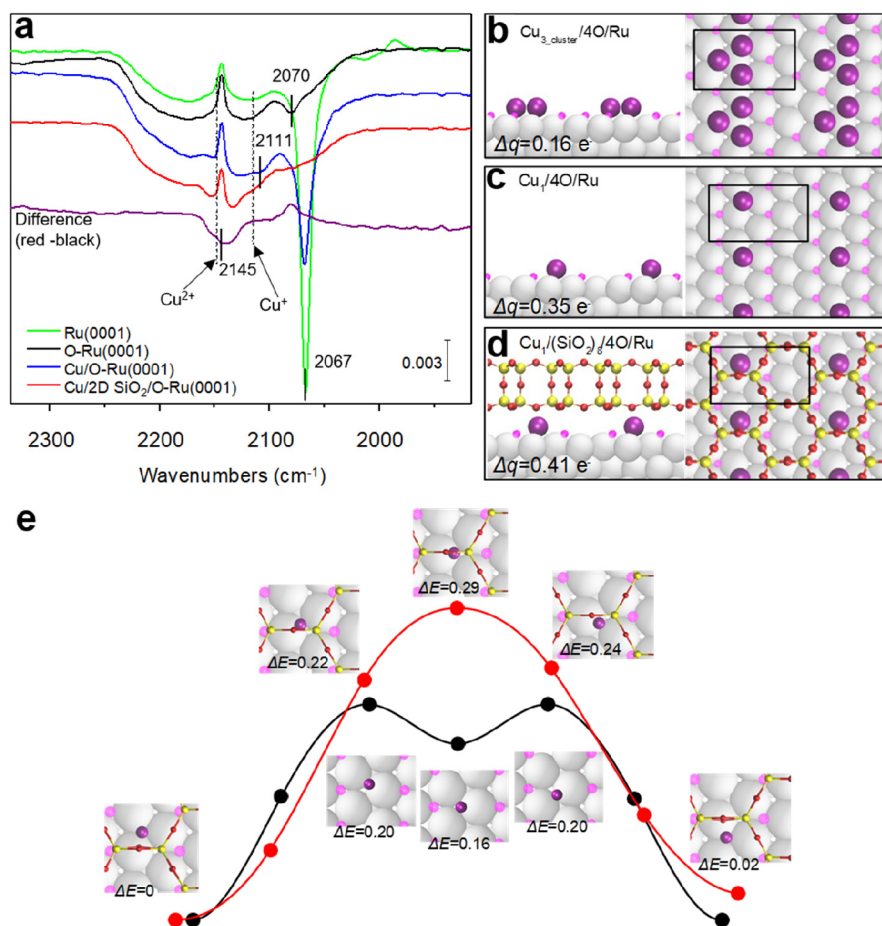 a
2070
2111
Difference
(red -black)
2145
Cu2+
Cu+
2067
0.003
Ru(0001)
O-Ru(0001)
Cu/O-Ru(0001)
Cu/2D SiO2/O-Ru(0001)
2300
2200
2100
2000
Wavenumbers (cm-1)
b
Cu3_cluster/4O/Ru
Δq=0.16 e-
c
Cu1/4O/Ru
Δq=0.35 e-
d
Cu1/(SiO2)8/4O/Ru
Δq=0.41 e-
e
ΔE=0.29
ΔE=0.22
ΔE=0.24
ΔE=0.20
ΔE=0.16
ΔE=0.20
ΔE=0
ΔE=0.02